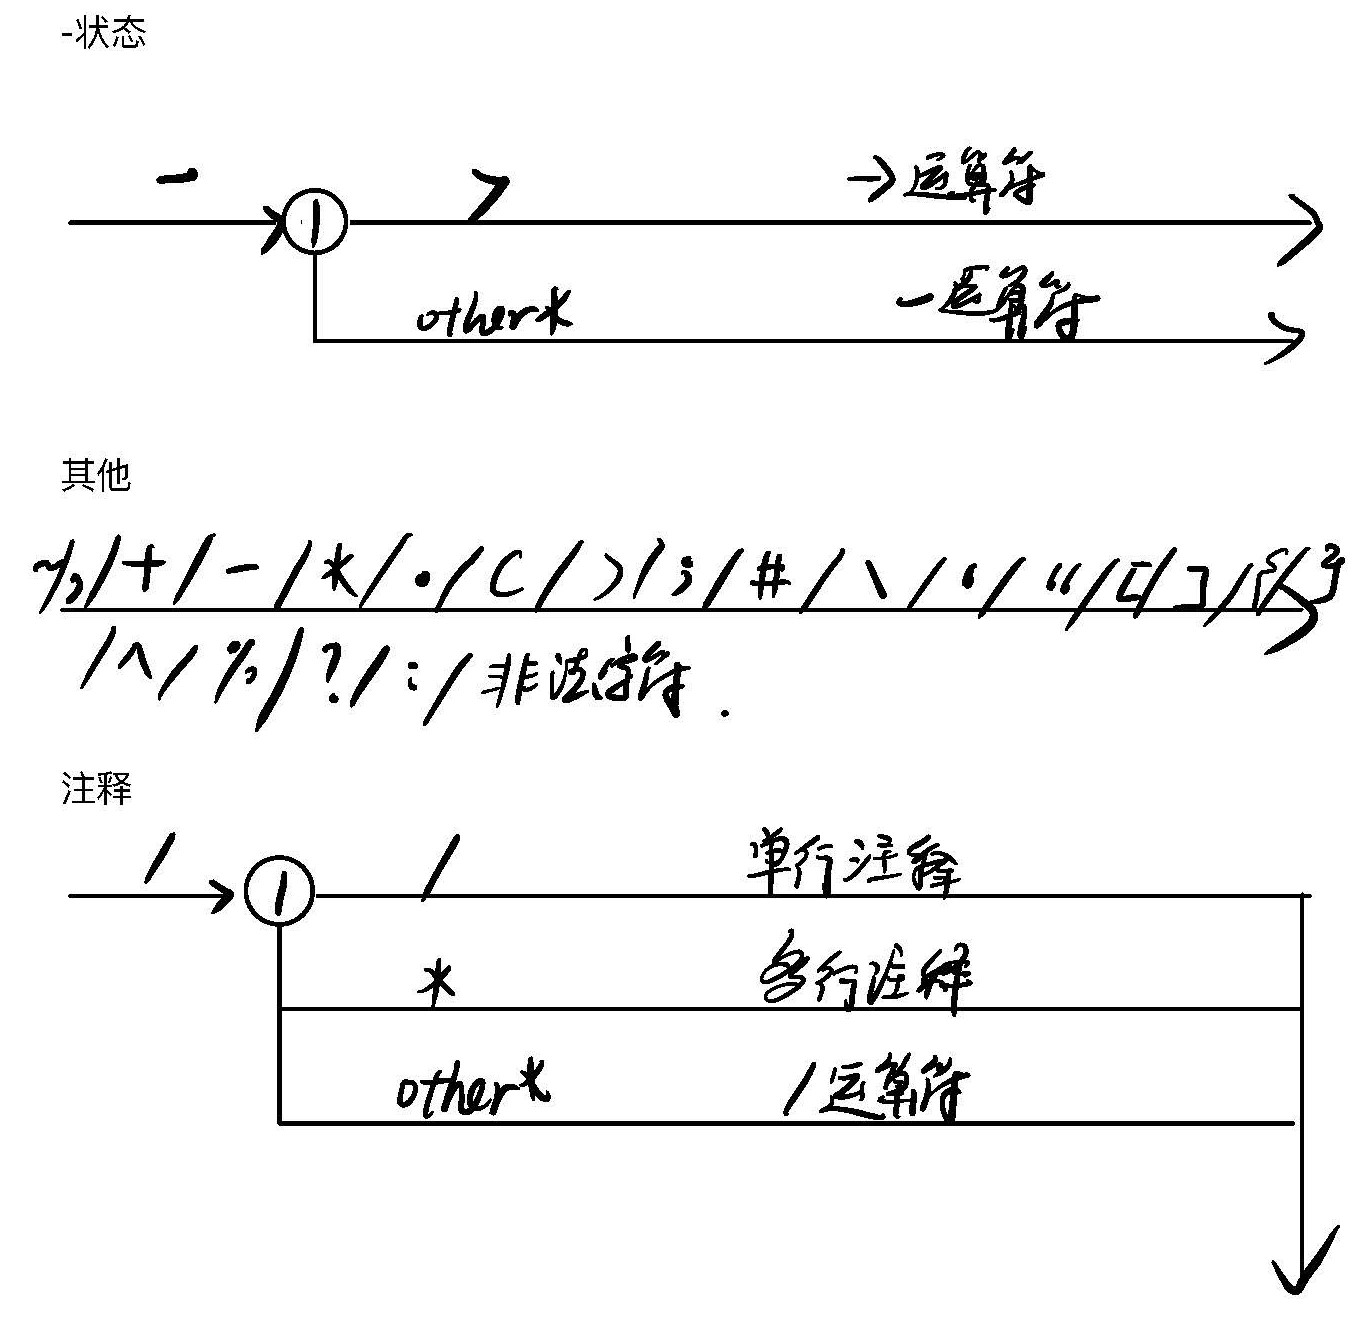 -状态
- > →运算符
1
other* -运算符
其他
~/,/+/-/*/./(/)/;/#/\/‘/“/[/]/{/}
/^/%/?/:/非法字符.
注释
/ / 单行注释
1
* 多行注释
other* /运算符